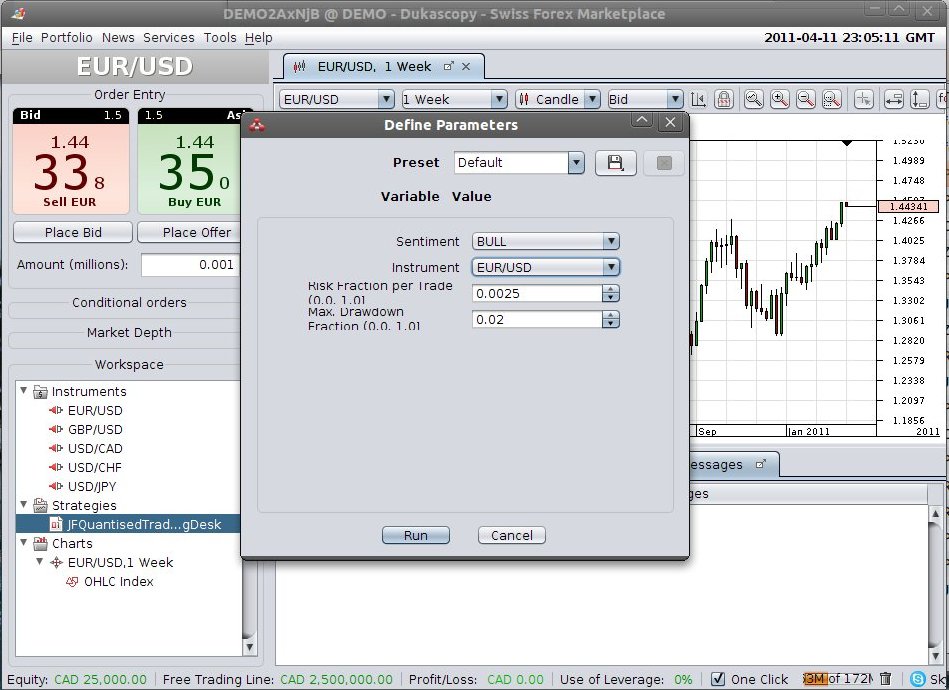 DEMO2AxNjB @ DEMO - Dukascopy - Swiss Forex Marketplace
File Portfolio News Services Tools Help
2011-04-11 23:05:11 GMT
EUR/USD
Order Entry
Bid 1.5
1.44
33 8
Sell EUR
1.5 As
1.44
35 0
Buy EUR
Place Bid
Place Offer
Amount (millions): 0.001
Conditional orders
Market Depth
Workspace
Instruments
EUR/USD
GBP/USD
USD/CAD
USD/CHF
USD/JPY
Strategies
JFQuantisedTrad...gDesk
Charts
EUR/USD,1 Week
OHLC Index
EUR/USD, 1 Week
EUR/USD 1 Week Candle Bid
Define Parameters
Preset Default
Variable Value
Sentiment BULL
Instrument EUR/USD
Risk Fraction per Trade
(0.0, 1.0]
0.0025
Max. Drawdown
Fraction (0.0, 1.0]
0.02
Run Cancel
1.5230
1.4989
1.4748
1.44341
1.4266
1.4025
1.3784
1.3543
1.3302
1.3061
1.2820
1.2579
1.2338
1.2097
1.1856
Sep Jan 2011 2011
essages
ges
Equity: CAD 25,000.00 Free Trading Line: CAD 2,500,000.00 Profit/Loss: CAD 0.00 Use of Leverage: 0% One Click 3M of 172M Sky